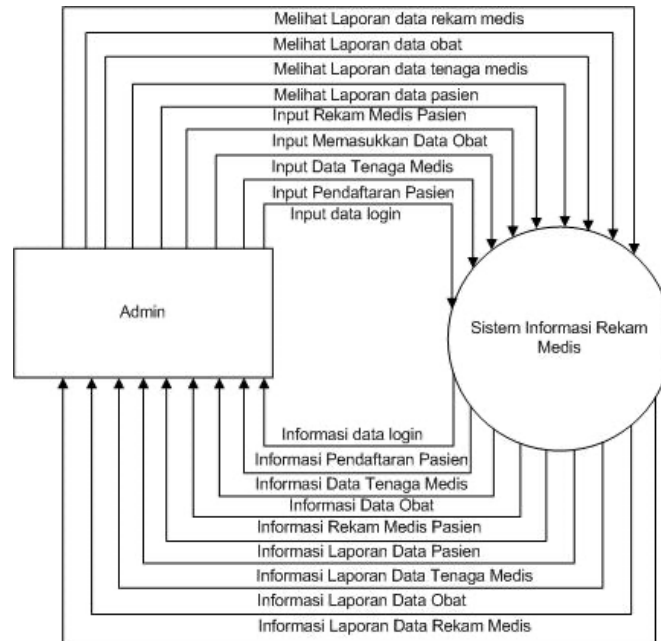 Melihat Laporan data rekam medis
Melihat Laporan data obat
Melihat Laporan data tenaga medis
Melihat Laporan data pasien
Input Rekam Medis Pasien
Input Memasukkan Data Obat
Input Data Tenaga Medis
Input Pendaftaran Pasien
Input data login
Admin
Sistem Informasi Rekam
Medis
Informasi data login
Informasi Pendaftaran Pasien
Informasi Data Tenaga Medis
Informasi Data Obat
Informasi Rekam Medis Pasien
Informasi Laporan Data Pasien
Informasi Laporan Data Tenaga Medis
Informasi Laporan Data Obat
Informasi Laporan Data Rekam Medis